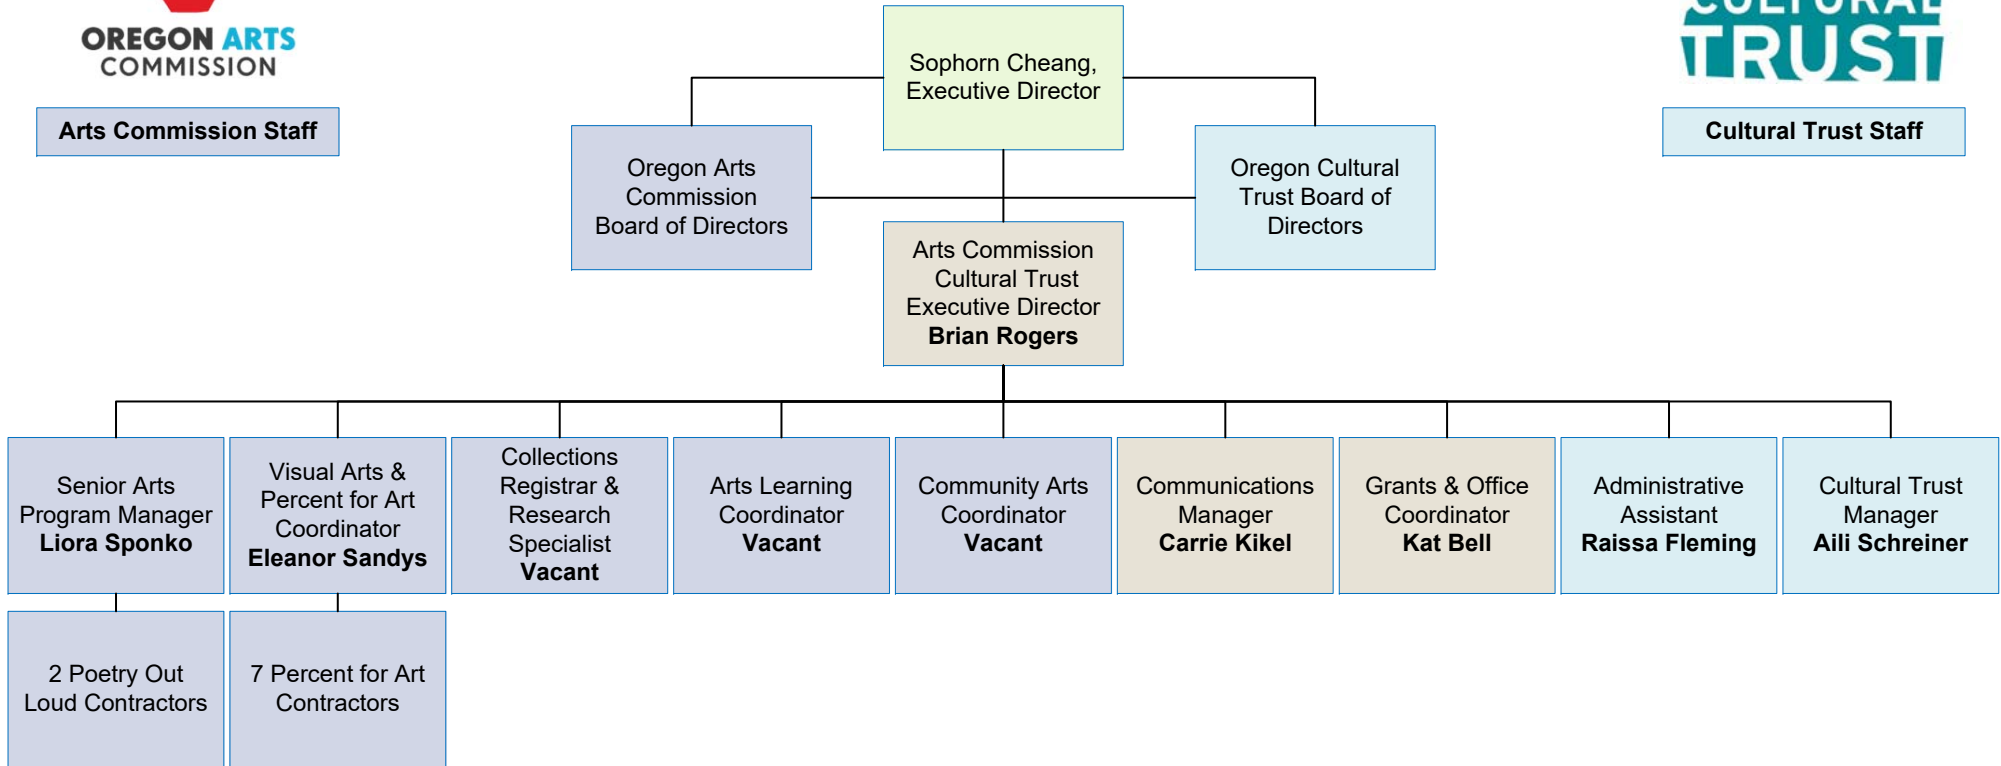 OREGON ARTS
COMMISSION
CULTURAL
TRUST
Arts Commission Staff
Cultural Trust Staff
Sophorn Cheang,
Executive Director
Oregon Arts
Commission
Board of Directors
Oregon Cultural
Trust Board of
Directors
Arts Commission
Cultural Trust
Executive Director
Brian Rogers
Senior Arts
Program Manager
Liora Sponko
Visual Arts &
Percent for Art
Coordinator
Eleanor Sandys
Collections
Registrar &
Research
Specialist
Vacant
Arts Learning
Coordinator
Vacant
Community Arts
Coordinator
Vacant
Communications
Manager
Carrie Kikel
Grants & Office
Coordinator
Kat Bell
Administrative
Assistant
Raissa Fleming
Cultural Trust
Manager
Aili Schreiner
2 Poetry Out
Loud Contractors
7 Percent for Art
Contractors